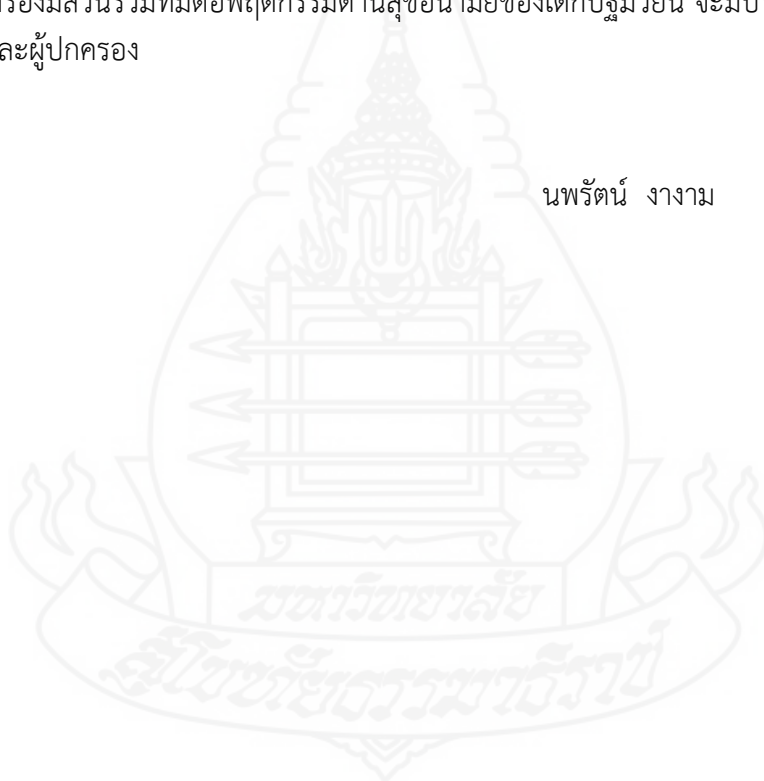 มีส่วนร่วมที่มีต่อพฤติกรรมด้านสุขอนามัยของเด็กปฐมวัยนี้ จะมี
ละผู้ปกครอง
นพรัตน์ งางาม
มหาวิทยาลัย
สุโขทัยธรรมาธิราช